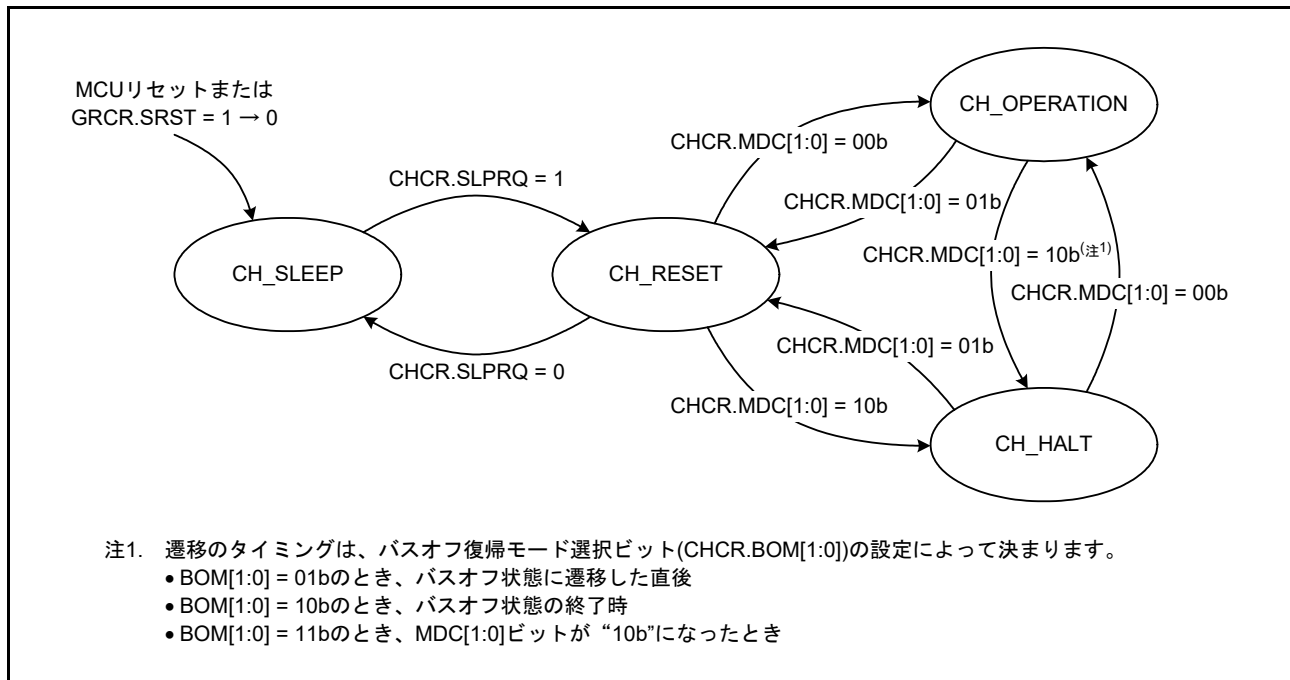 MCUリセットまたは
GRCR.SRST = 1 → 0
CH_OPERATION
CHCR.MDC[1:0] = 00b
CHCR.SLPRQ = 1
CHCR.MDC[1:0] = 01b
CHCR.MDC[1:0] = 10b(注1)
CH_SLEEP
CH_RESET
CHCR.MDC[1:0] = 00b
CHCR.MDC[1:0] = 01b
CHCR.SLPRQ = 0
CHCR.MDC[1:0] = 10b
CH_HALT
注1. 遷移のタイミングは、バスオフ復帰モード選択ビット(CHCR.BOM[1:0])の設定によって決まります。
• BOM[1:0] = 01bのとき、バスオフ状態に遷移した直後
• BOM[1:0] = 10bのとき、バスオフ状態の終了時
• BOM[1:0] = 11bのとき、MDC[1:0]ビットが “10b”になったとき